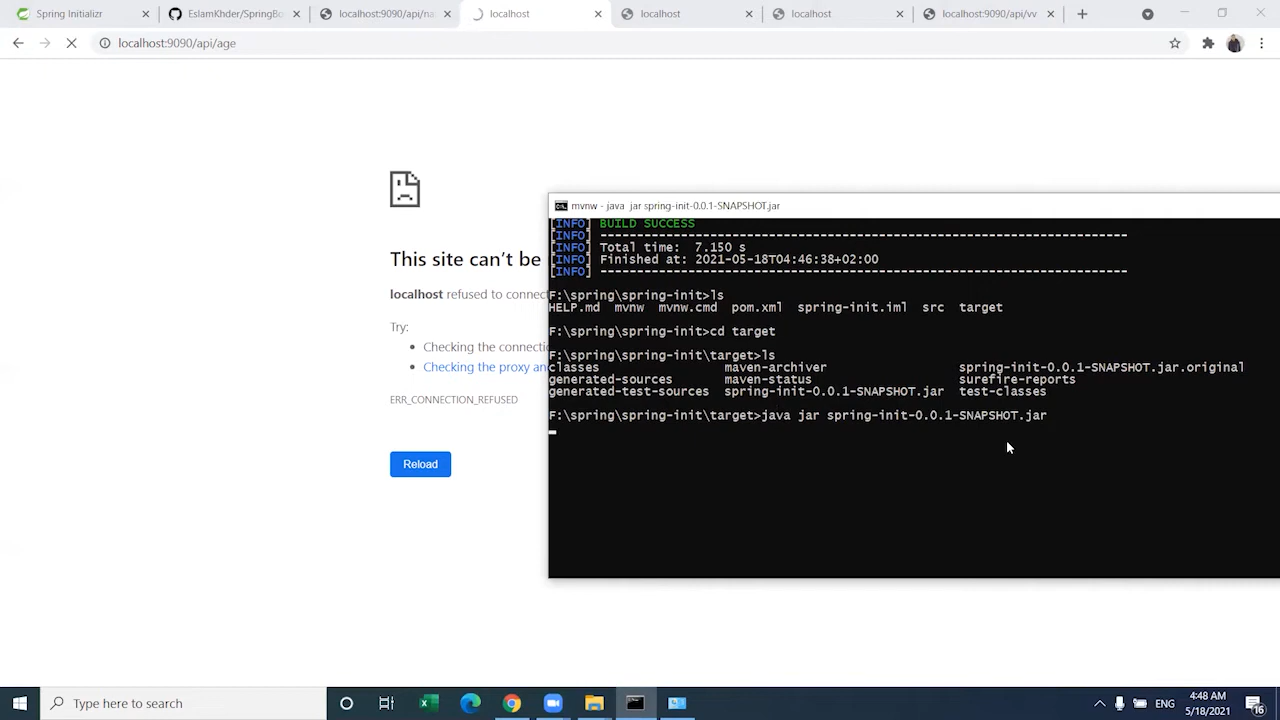 Spring Initializr
EslamKhder/SpringBo
localhost:9090/api/na
localhost
localhost
localhost
localhost:9090/api/vv
localhost:9090/api/age
This site can't be
localhost refused to connec
Try:
Checking the connecti
Checking the proxy an
ERR_CONNECTION_REFUSED
Reload
mvnw - java jar spring-init-0.0.1-SNAPSHOT.jar
[INFO] BUILD SUCCESS
[INFO] ------------------------------------------------------------------------
[INFO] Total time:  7.150 s
[INFO] Finished at: 2021-05-18T04:46:38+02:00
[INFO] ------------------------------------------------------------------------
F:\spring\spring-init>ls
HELP.md  mvnw  mvnw.cmd  pom.xml  spring-init.iml  src  target
F:\spring\spring-init>cd target
F:\spring\spring-init\target>ls
classes  maven-archiver  spring-init-0.0.1-SNAPSHOT.jar.original
generated-sources  maven-status  surefire-reports
generated-test-sources  spring-init-0.0.1-SNAPSHOT.jar  test-classes
F:\spring\spring-init\target>java jar spring-init-0.0.1-SNAPSHOT.jar
Type here to search
ENG
4:48 AM
5/18/2021
16